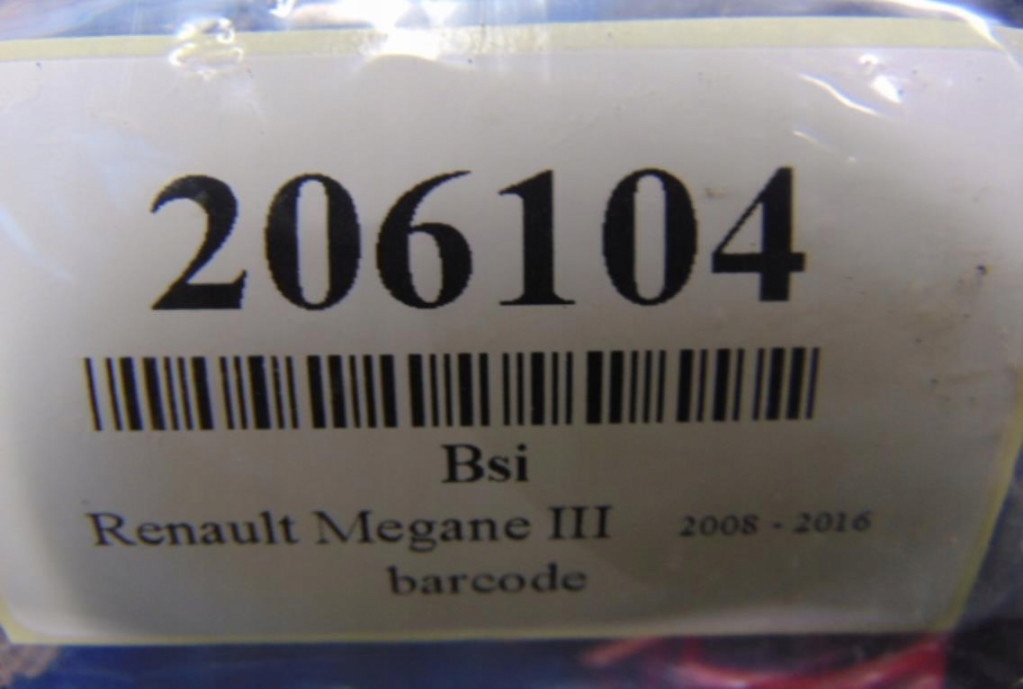 206104
Bsi
Renault Megane III 2008 - 2016
barcode